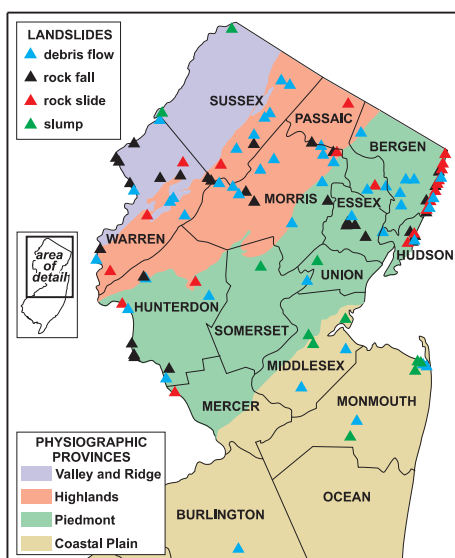 LANDSLIDES
debris flow
rock fall
rock slide
slump
SUSSEX
PASSAIC
BERGEN
MORRIS
ESSEX
WARREN
HUDSON
area of
detail
UNION
HUNTERDON
SOMERSET
MIDDLESEX
MERCER
MONMOUTH
PHYSIOGRAPHIC
PROVINCES
Valley and Ridge
Highlands
Piedmont
Coastal Plain
OCEAN
BURLINGTON